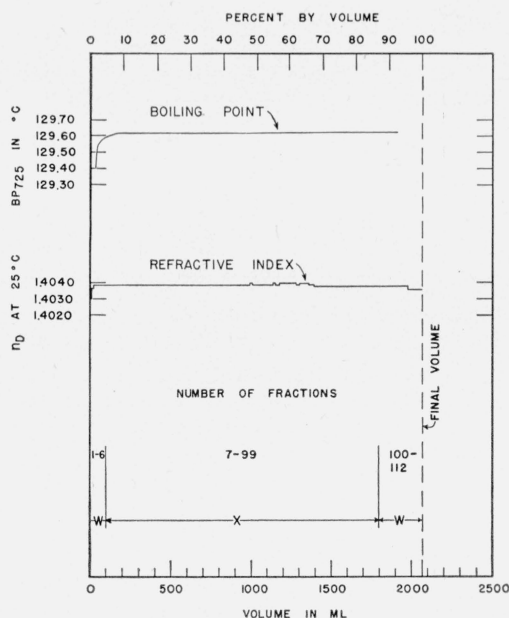 PERCENT BY VOLUME
0 10 20 30 40 50 60 70 80 90 100
BP725 IN °C
129.70
129.60
129.50
129.40
129.30
BOILING POINT
nD AT 25°C
1.4040
1.4030
1.4020
REFRACTIVE INDEX
NUMBER OF FRACTIONS
FINAL VOLUME
1-6
7-99
100-
112
W X W
0 500 1000 1500 2000 2500
VOLUME IN ML